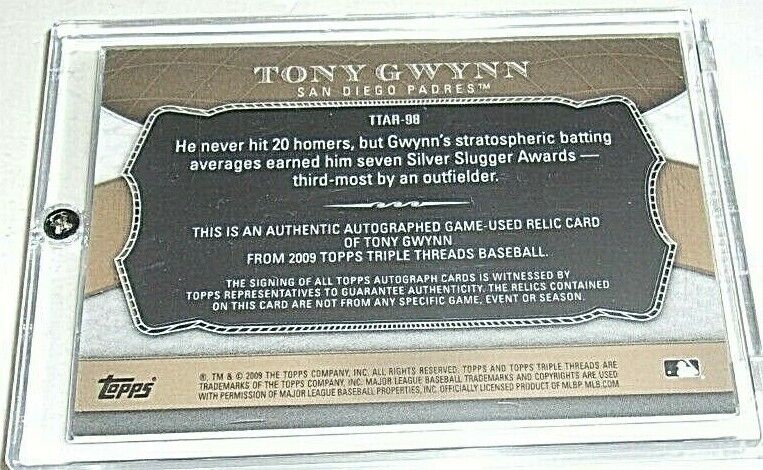 TONY GWYNN
SAN DIEGO PADRES™
TTAR-98
He never hit 20 homers, but Gwynn's stratospheric batting
averages earned him seven Silver Slugger Awards —
third-most by an outfielder.
THIS IS AN AUTHENTIC AUTOGRAPHED GAME-USED RELIC CARD
OF TONY GWYNN
FROM 2009 TOPPS TRIPLE THREADS BASEBALL.
THE SIGNING OF ALL TOPPS AUTOGRAPH CARDS IS WITNESSED BY
TOPPS REPRESENTATIVES TO GUARANTEE AUTHENTICITY. THE RELICS CONTAINED
ON THIS CARD ARE NOT FROM ANY SPECIFIC GAME, EVENT OR SEASON.
topps
®, TM & © 2009 THE TOPPS COMPANY, INC. ALL RIGHTS RESERVED. TOPPS AND TOPPS TRIPLE THREADS ARE
TRADEMARKS OF THE TOPPS COMPANY, INC. MAJOR LEAGUE BASEBALL TRADEMARKS AND COPYRIGHTS ARE USED
WITH PERMISSION OF MAJOR LEAGUE BASEBALL PROPERTIES, INC. OFFICIALLY LICENSED PRODUCT OF MLBP. MLB.COM